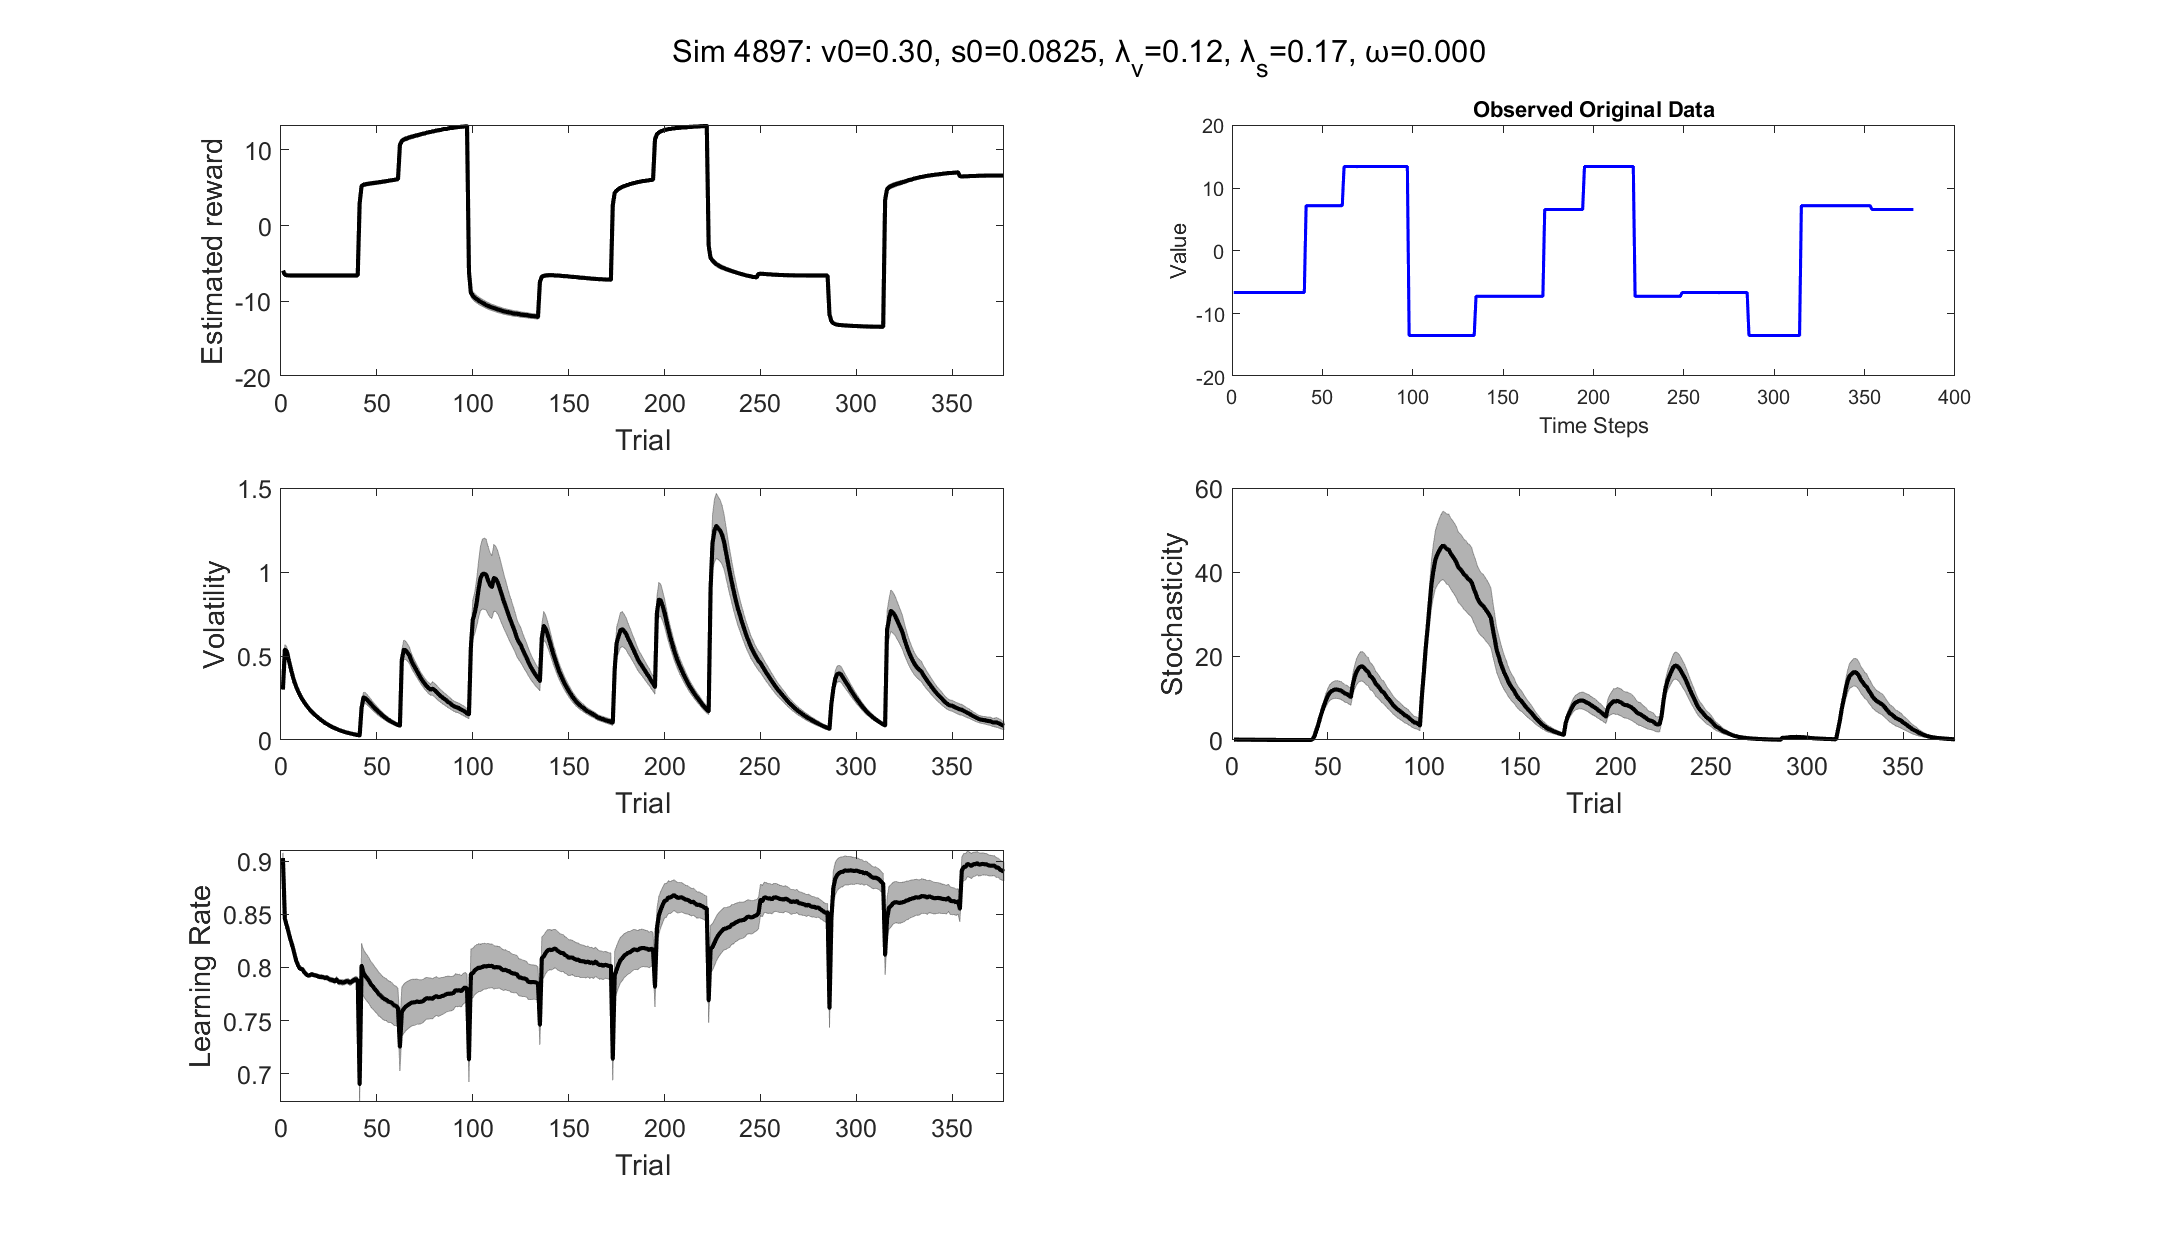 Sim 4897: v0=0.30, s0=0.0825, λ_v=0.12, λ_s=0.17, ω=0.000
Estimated reward
10
0
-10
-20
0 50 100 150 200 250 300 350
Trial
Observed Original Data
Value
20
10
0
-10
-20
0 50 100 150 200 250 300 350 400
Time Steps
Volatility
1.5
1
0.5
0
0 50 100 150 200 250 300 350
Trial
Stochasticity
60
40
20
0
0 50 100 150 200 250 300 350
Trial
Learning Rate
0.9
0.85
0.8
0.75
0.7
0 50 100 150 200 250 300 350
Trial